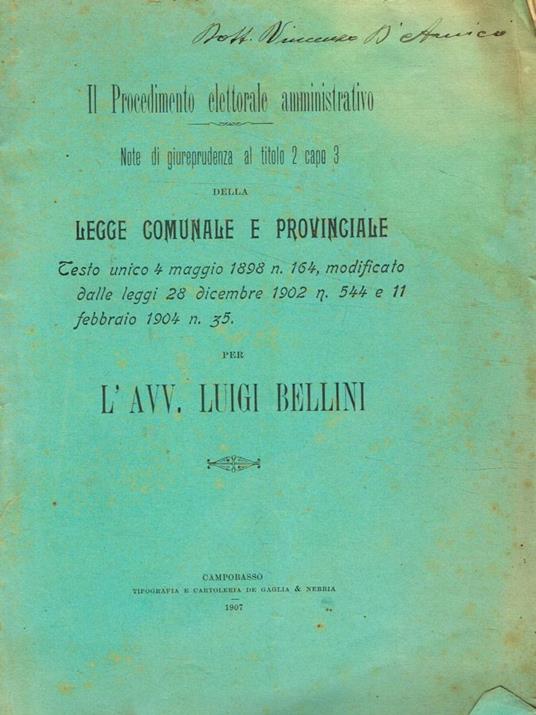 Dott. Vincenzo D'Amico
Il Procedimento elettorale amministrativo
Note di giureprudenza al titolo 2 capo 3
DELLA
LEGGE COMUNALE E PROVINCIALE
Testo unico 4 maggio 1898 n. 164, modificato
dalle leggi 28 dicembre 1902 n. 544 e 11
febbraio 1904 n. 35.
PER
L'AVV. LUIGI BELLINI
CAMPOBASSO
TIPOGRAFIA E CARTOLERIA DE GAGLIA & NEBBIA
1907